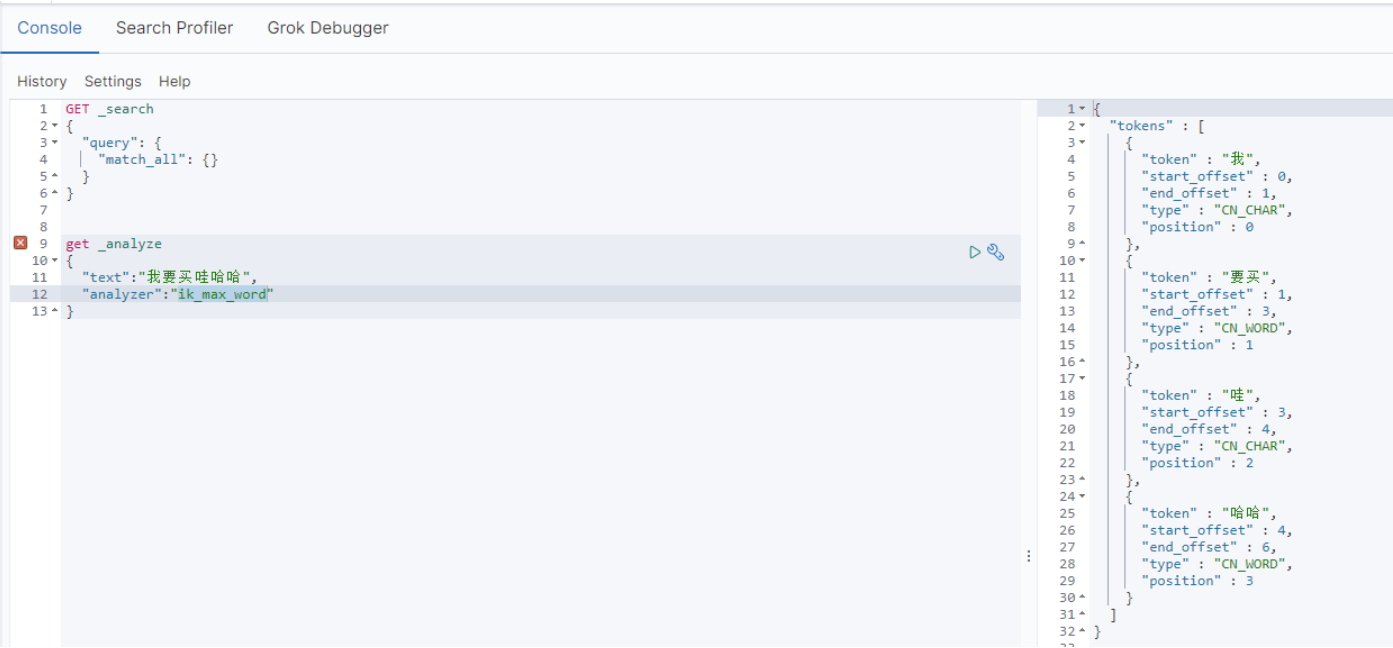 Console Search Profiler Grok Debugger
History Settings Help
1 GET _search
2 {
3 "query": {
4 "match_all": {}
5 }
6 }
7
8
9 get _analyze
10 {
11 "text":"我要买哇哈哈",
12 "analyzer":"ik_max_word"
13 }
1 {
2 "tokens" : [
3 {
4 "token" : "我",
5 "start_offset" : 0,
6 "end_offset" : 1,
7 "type" : "CN_CHAR",
8 "position" : 0
9 },
10 {
11 "token" : "要买",
12 "start_offset" : 1,
13 "end_offset" : 3,
14 "type" : "CN_WORD",
15 "position" : 1
16 },
17 {
18 "token" : "哇",
19 "start_offset" : 3,
20 "end_offset" : 4,
21 "type" : "CN_CHAR",
22 "position" : 2
23 },
24 {
25 "token" : "哈哈",
26 "start_offset" : 4,
27 "end_offset" : 6,
28 "type" : "CN_WORD",
29 "position" : 3
30 }
31 ]
32 }